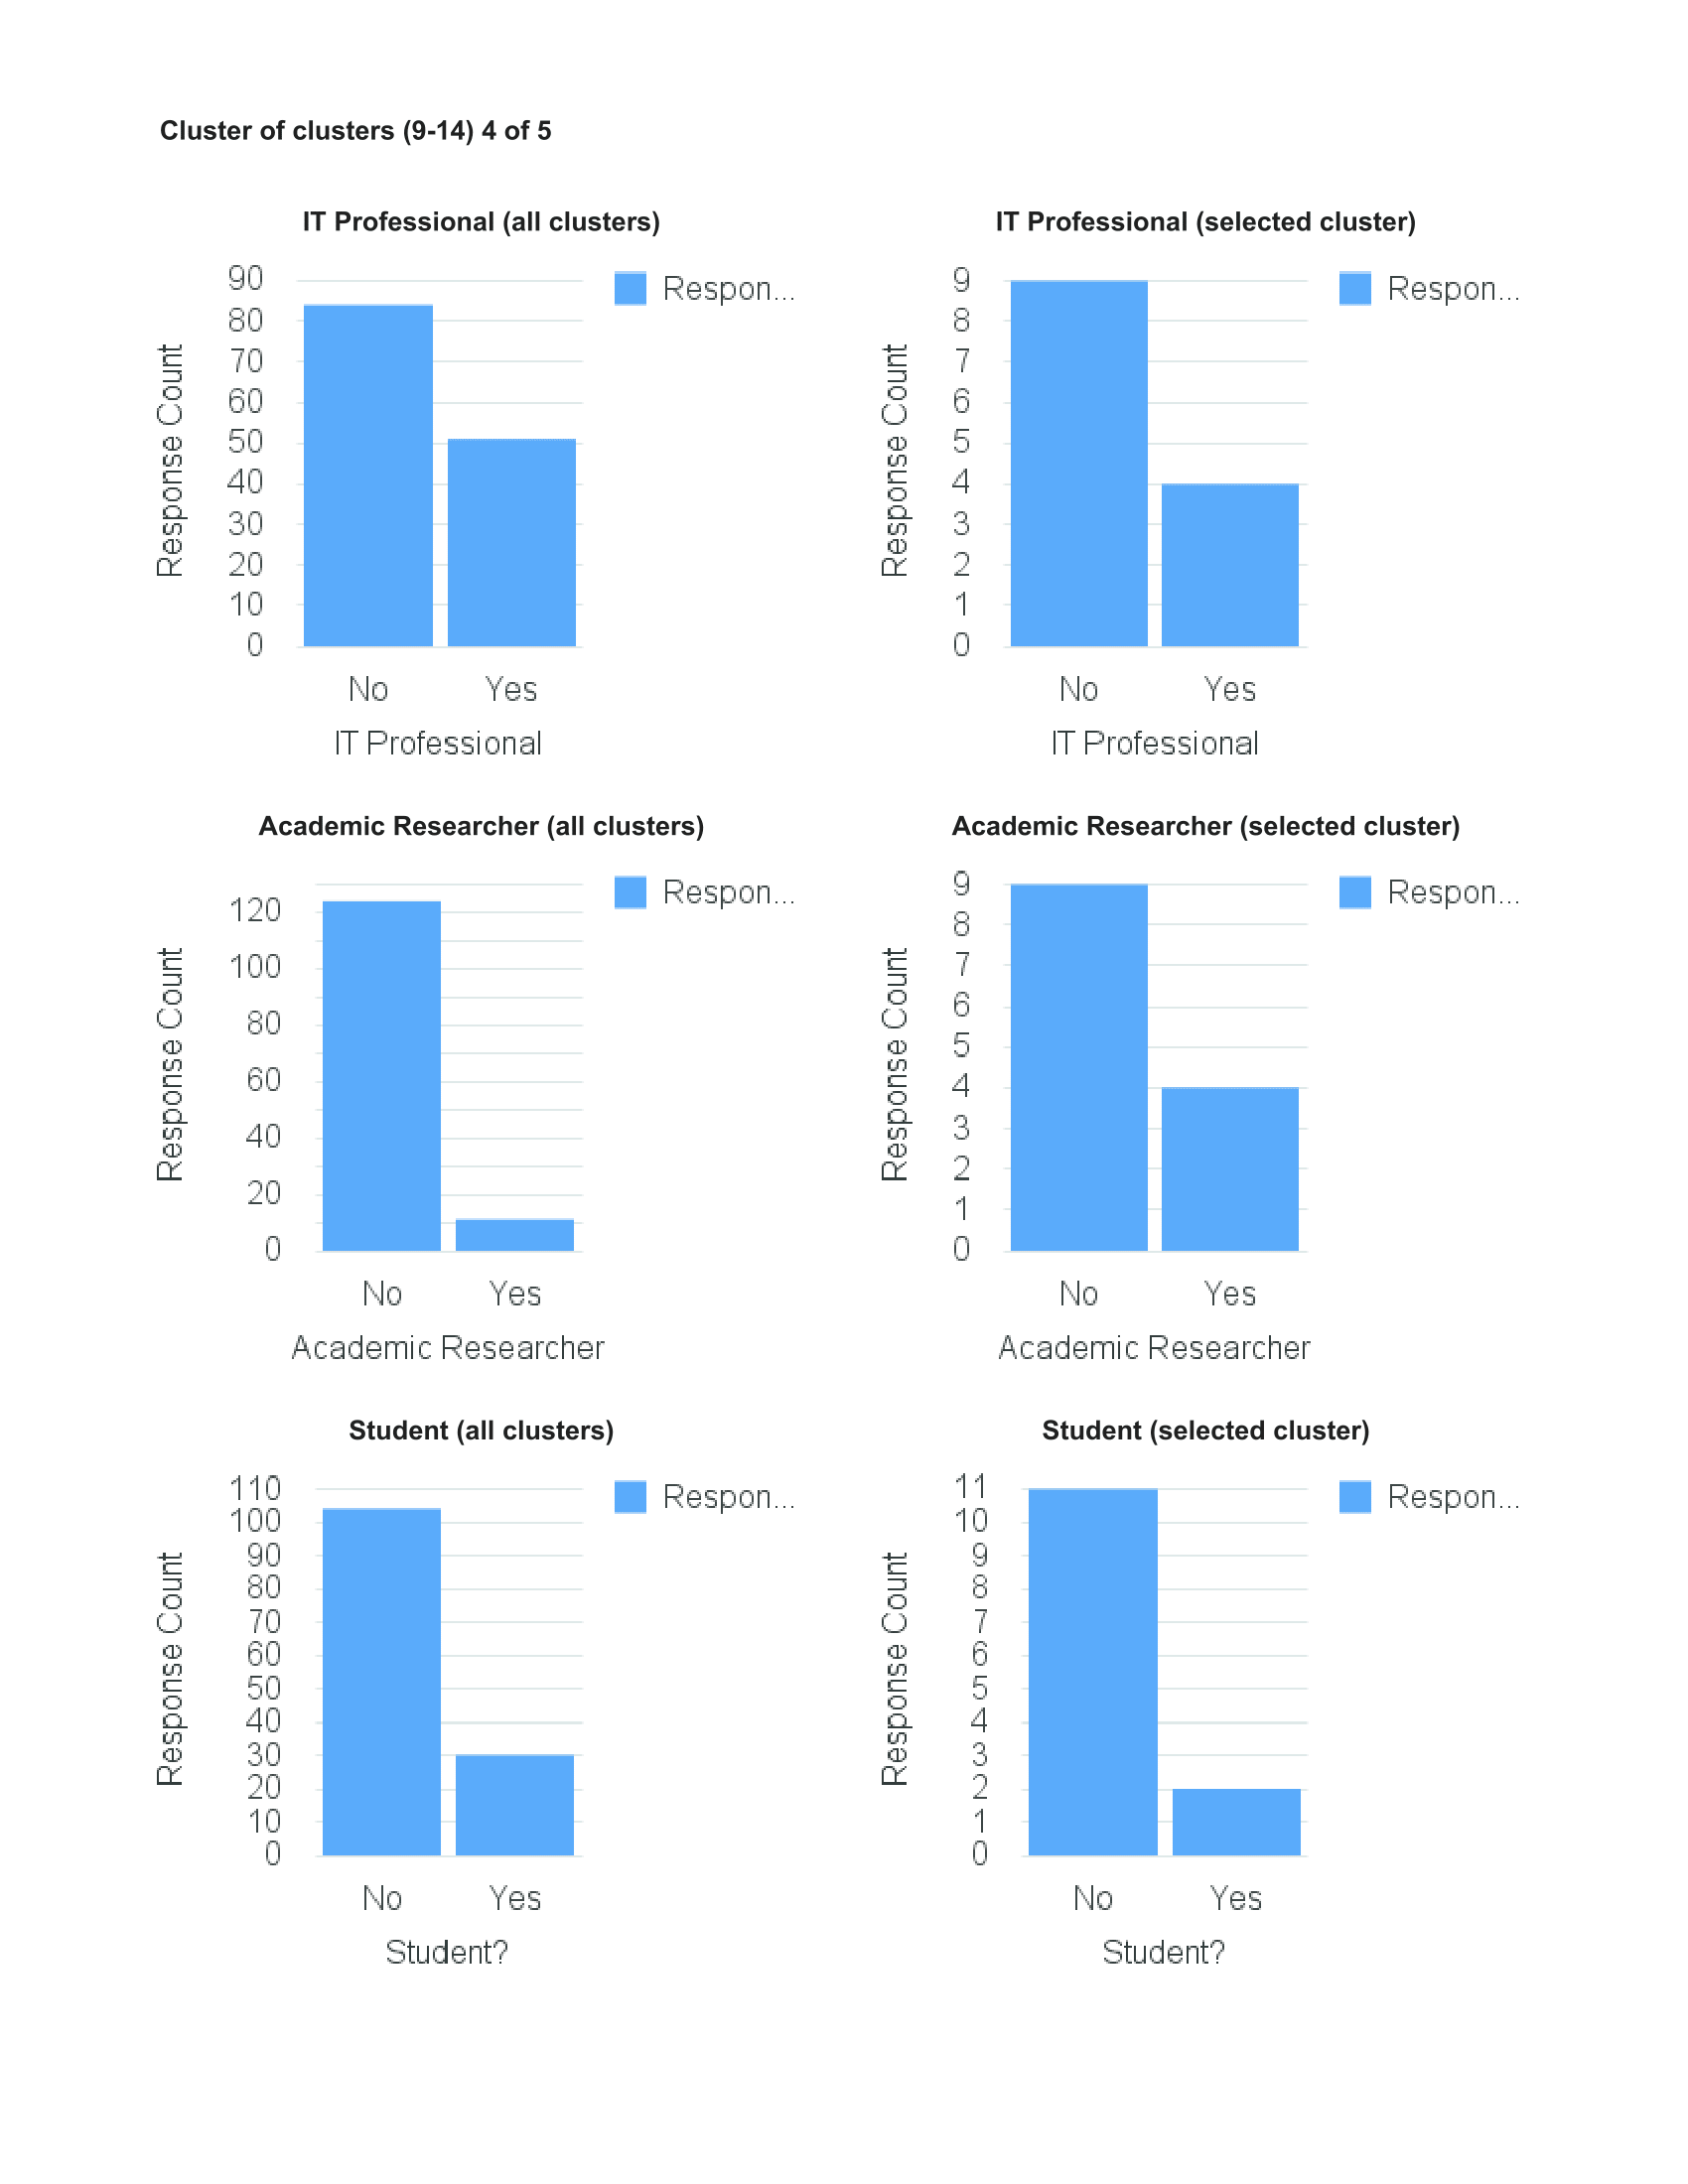 Cluster of clusters (9-14) 4 of 5
IT Professional (all clusters)
90
80
70
60
50
40
30
20
10
0
Response Count
Respon...
No Yes
IT Professional
IT Professional (selected cluster)
9
8
7
6
5
4
3
2
1
0
Response Count
Respon...
No Yes
IT Professional
Academic Researcher (all clusters)
120
100
80
60
40
20
0
Response Count
Respon...
No Yes
Academic Researcher
Academic Researcher (selected cluster)
9
8
7
6
5
4
3
2
1
0
Response Count
Respon...
No Yes
Academic Researcher
Student (all clusters)
110
100
90
80
70
60
50
40
30
20
10
0
Response Count
Respon...
No Yes
Student?
Student (selected cluster)
11
10
9
8
7
6
5
4
3
2
1
0
Response Count
Respon...
No Yes
Student?